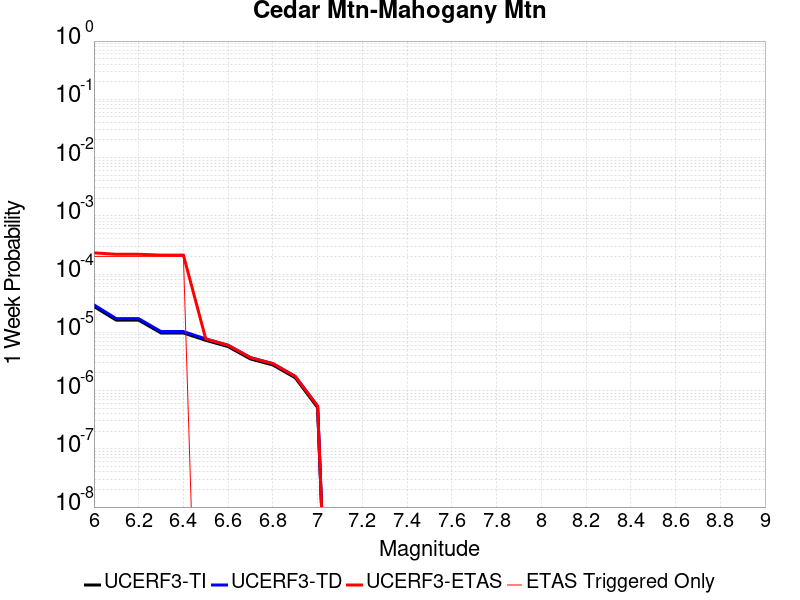 Cedar Mtn-Mahogany Mtn
10^0
10^-1
10^-2
10^-3
10^-4
10^-5
10^-6
10^-7
10^-8
1 Week Probability
6 6.2 6.4 6.6 6.8 7 7.2 7.4 7.6 7.8 8 8.2 8.4 8.6 8.8 9
Magnitude
UCERF3-TI UCERF3-TD UCERF3-ETAS ETAS Triggered Only